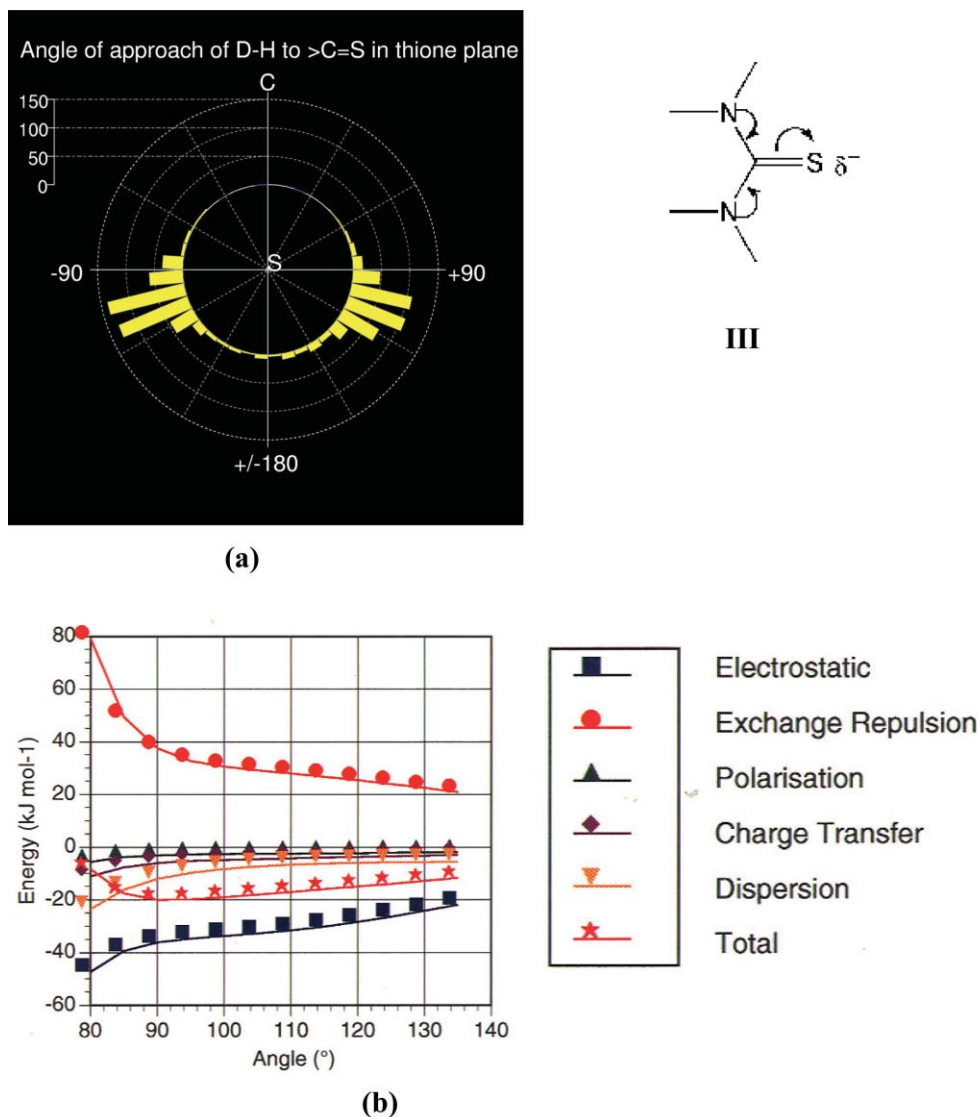 Angle of approach of D-H to >C=S in thione plane
C
150
100
50
0
S
-90
+90
+/-180
(a)
N
S δ−
N
III
80
60
40
20
0
-20
-40
-60
Energy (kJ mol-1)
80 90 100 110 120 130 140
Angle (°)
Electrostatic
Exchange Repulsion
Polarisation
Charge Transfer
Dispersion
Total
(b)